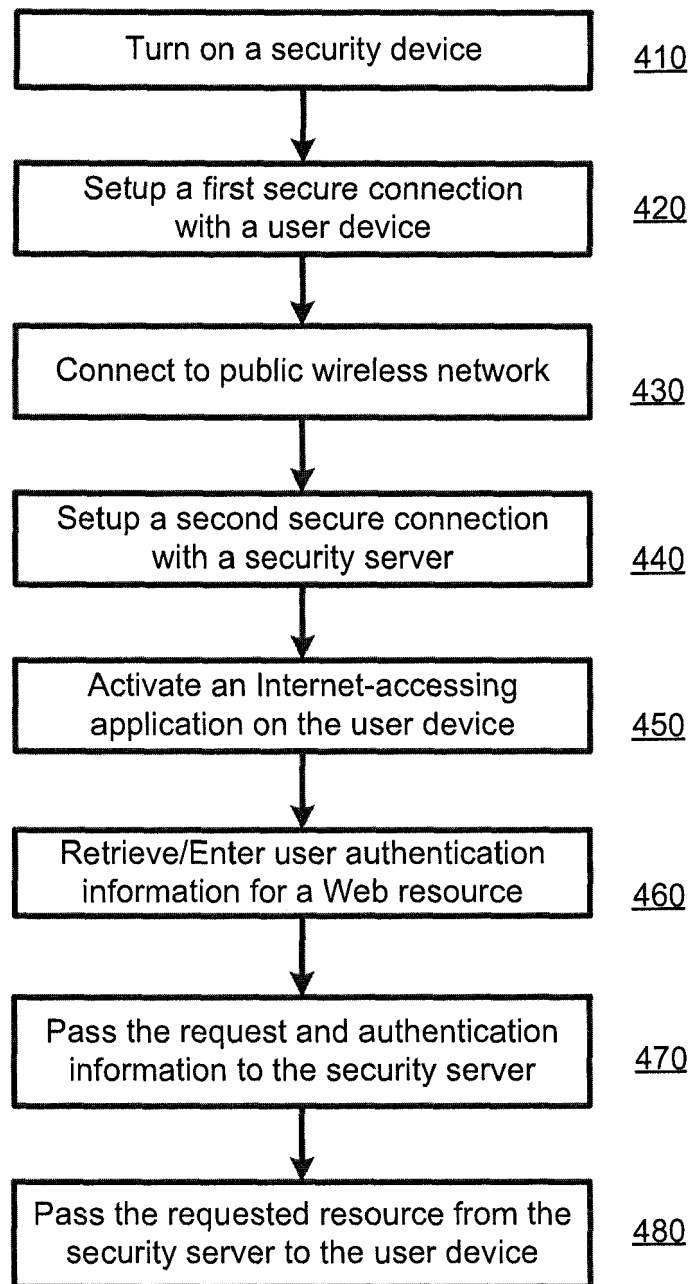 Turn on a security device
410
Setup a first secure connection
with a user device
420
Connect to public wireless network
430
Setup a second secure connection
with a security server
440
Activate an Internet-accessing
application on the user device
450
Retrieve/Enter user authentication
information for a Web resource
460
Pass the request and authentication
information to the security server
470
Pass the requested resource from the
security server to the user device
480